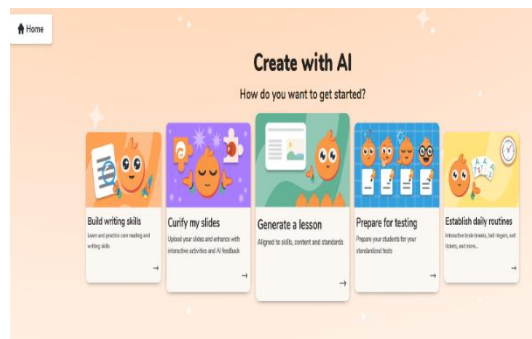 Home
Create with AI
How do you want to get started?
Build writing skills
Learn and practice core reading and
writing skills
Curify my slides
Upload your slides and enhance with
interactive activities and AI feedback
Generate a lesson
Aligned to skills, content and standards
Prepare for testing
Prepare your students for your
standardized tests
Establish daily routines
Interactive brain breaks, bell ringers, exit
tickets, and more...